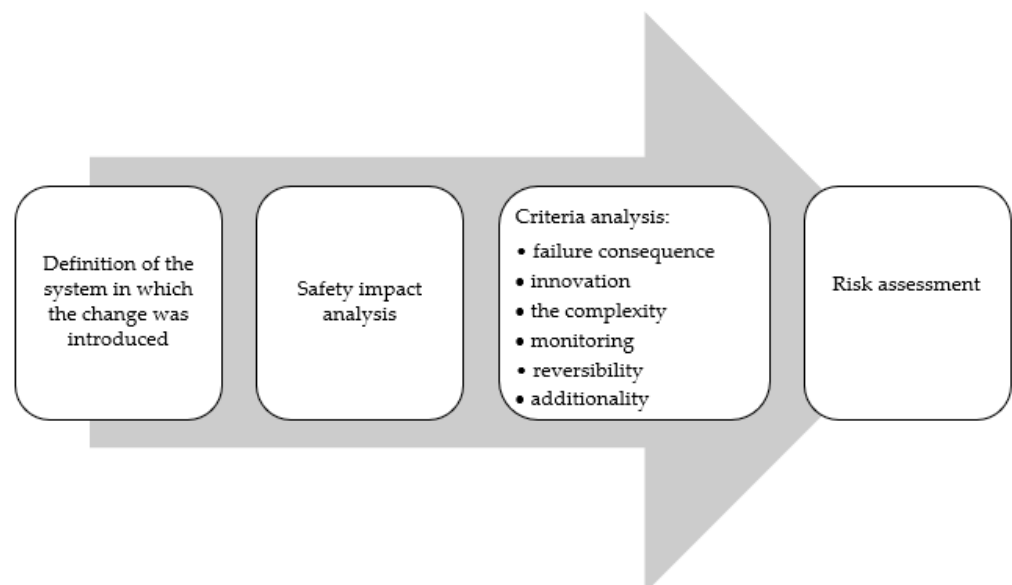 Definition of the
system in which
the change was
introduced
Safety impact
analysis
Criteria analysis:
• failure consequence
• innovation
• the complexity
• monitoring
• reversibility
• additionality
Risk assessment